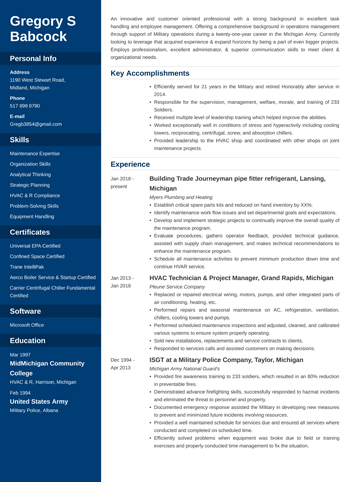 Gregory S
Babcock
Personal Info
Address
1190 West Stewart Road,
Midland, Michigan
Phone
517 899 8790
E-mail
Gregb3854@gmail.com
Skills
Maintenance Expertise
Organization Skills
Analytical Thinking
Strategic Planning
HVAC & R Compliance
Problem-Solving Skills
Equipment Handling
Certificates
Universal EPA Certified
Confined Space Certified
Trane IntelliPak
Aerco Boiler Service & Startup Certified
Carrier Centrifugal Chiller Fundamental
Certified
Software
Microsoft Office
Education
Mar 1997
MidMichigan Community
College
HVAC & R, Harrison, Michigan
Feb 1994
United States Army
Military Police, Albana
An innovative and customer oriented professional with a strong background in excellent task
handling and employee management. Offering a comprehensive background in operations management
through support of Military operations during a twenty-one-year career in the Michigan Army. Currently
looking to leverage that acquired experience & expand horizons by being a part of even bigger projects.
Employs professionalism, excellent administrator, & superior communication skills to meet client &
organizational needs.
Key Accomplishments
• Efficiently served for 21 years in the Military and retired Honorably after service in
2014.
• Responsible for the supervision, management, welfare, morale, and training of 233
Soldiers.
• Recieved multiple level of leadership training which helped improve the abilities.
• Worked exceptionally well in conditions of stress and hyperactivity including cooling
towers, reciprocating, centrifugal, screw, and absorption chillers.
• Provided leadership to the HVAC shop and coordinated with other shops on joint
maintenance projects.
Experience
Jan 2018 -
present
Building Trade Journeyman pipe fitter refrigerant, Lansing,
Michigan
Myers Plumbing and Heating
• Establish critical spare parts kits and reduced on hand inventory by XX%.
• Identify maintenance work flow issues and set departmental goals and expectations.
• Develop and implement strategic projects to continually improve the overall quality of
the maintenance program.
• Evaluate procedures, gathers operator feedback, provided technical guidance,
assisted with supply chain management, and makes technical recommendations to
enhance the maintenance program.
• Schedule all maintenance activities to prevent minimum production down time and
continue HVAR service.
Jan 2013 -
Jan 2018
HVAC Technician & Project Manager, Grand Rapids, Michigan
Pleune Service Company
• Replaced or repaired electrical wiring, motors, pumps, and other integrated parts of
air conditioning, heating, etc.
• Performed repairs and seasonal maintenance on AC, refrigeration, ventilation,
chillers, cooling towers and pumps.
• Performed scheduled maintenance inspections and adjusted, cleaned, and calibrated
various systems to ensure system properly operating.
• Sold new installations, replacements and service contracts to clients.
• Responded to services calls and assisted customers on making decisions.
Dec 1994 -
Apr 2013
ISGT at a Military Police Company, Taylor, Michigan
Michigan Army National Guard's
• Provided fire awareness training to 233 soldiers, which resulted in an 80% reduction
in preventable fires.
• Demonstrated advance firefighting skills, successfully responded to hazmat incidents
and eliminated the threat to personnel and property.
• Documented emergency response assisted the Military in developing new measures
to prevent and minimized future incidents involving resources.
• Provided a well maintained schedule for services due and ensured all services where
conducted and completed on scheduled time.
• Efficiently solved problems when equipment was broke due to field or training
exercises and properly conducted time management to fix the situation.